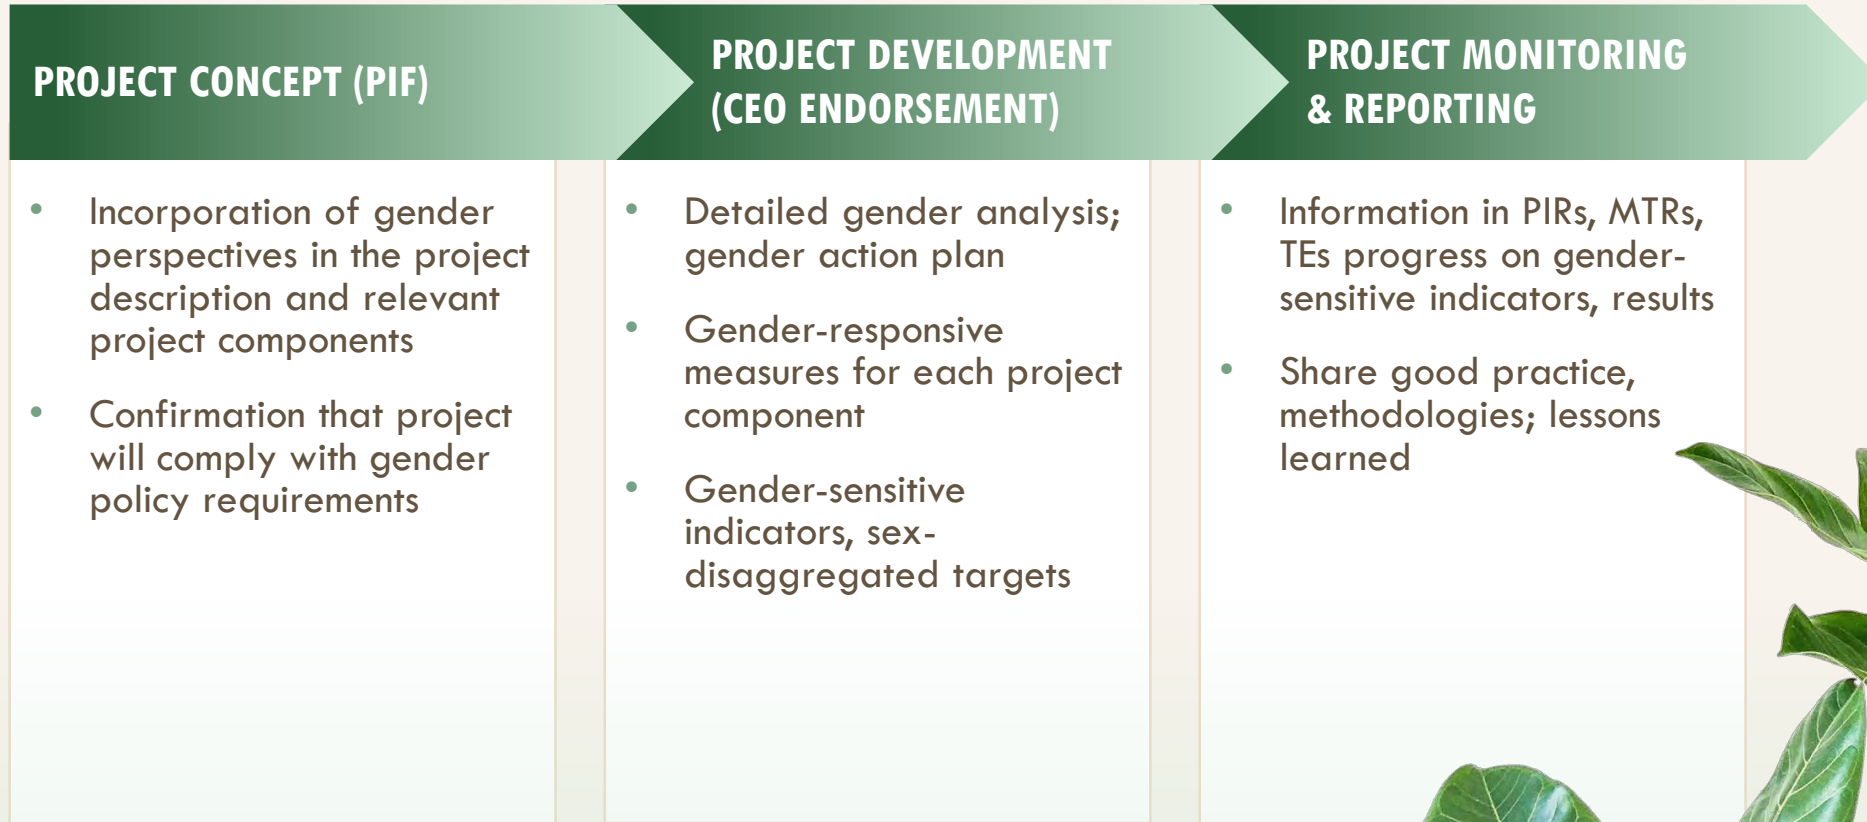 PROJECT CONCEPT (PIF)
• Incorporation of gender
perspectives in the project
description and relevant
project components
• Confirmation that project
will comply with gender
policy requirements
PROJECT DEVELOPMENT
(CEO ENDORSEMENT)
• Detailed gender analysis;
gender action plan
• Gender-responsive
measures for each project
component
• Gender-sensitive
indicators, sex-
disaggregated targets
PROJECT MONITORING
& REPORTING
• Information in PIRs, MTRs,
TEs progress on gender-
sensitive indicators, results
• Share good practice,
methodologies; lessons
learned